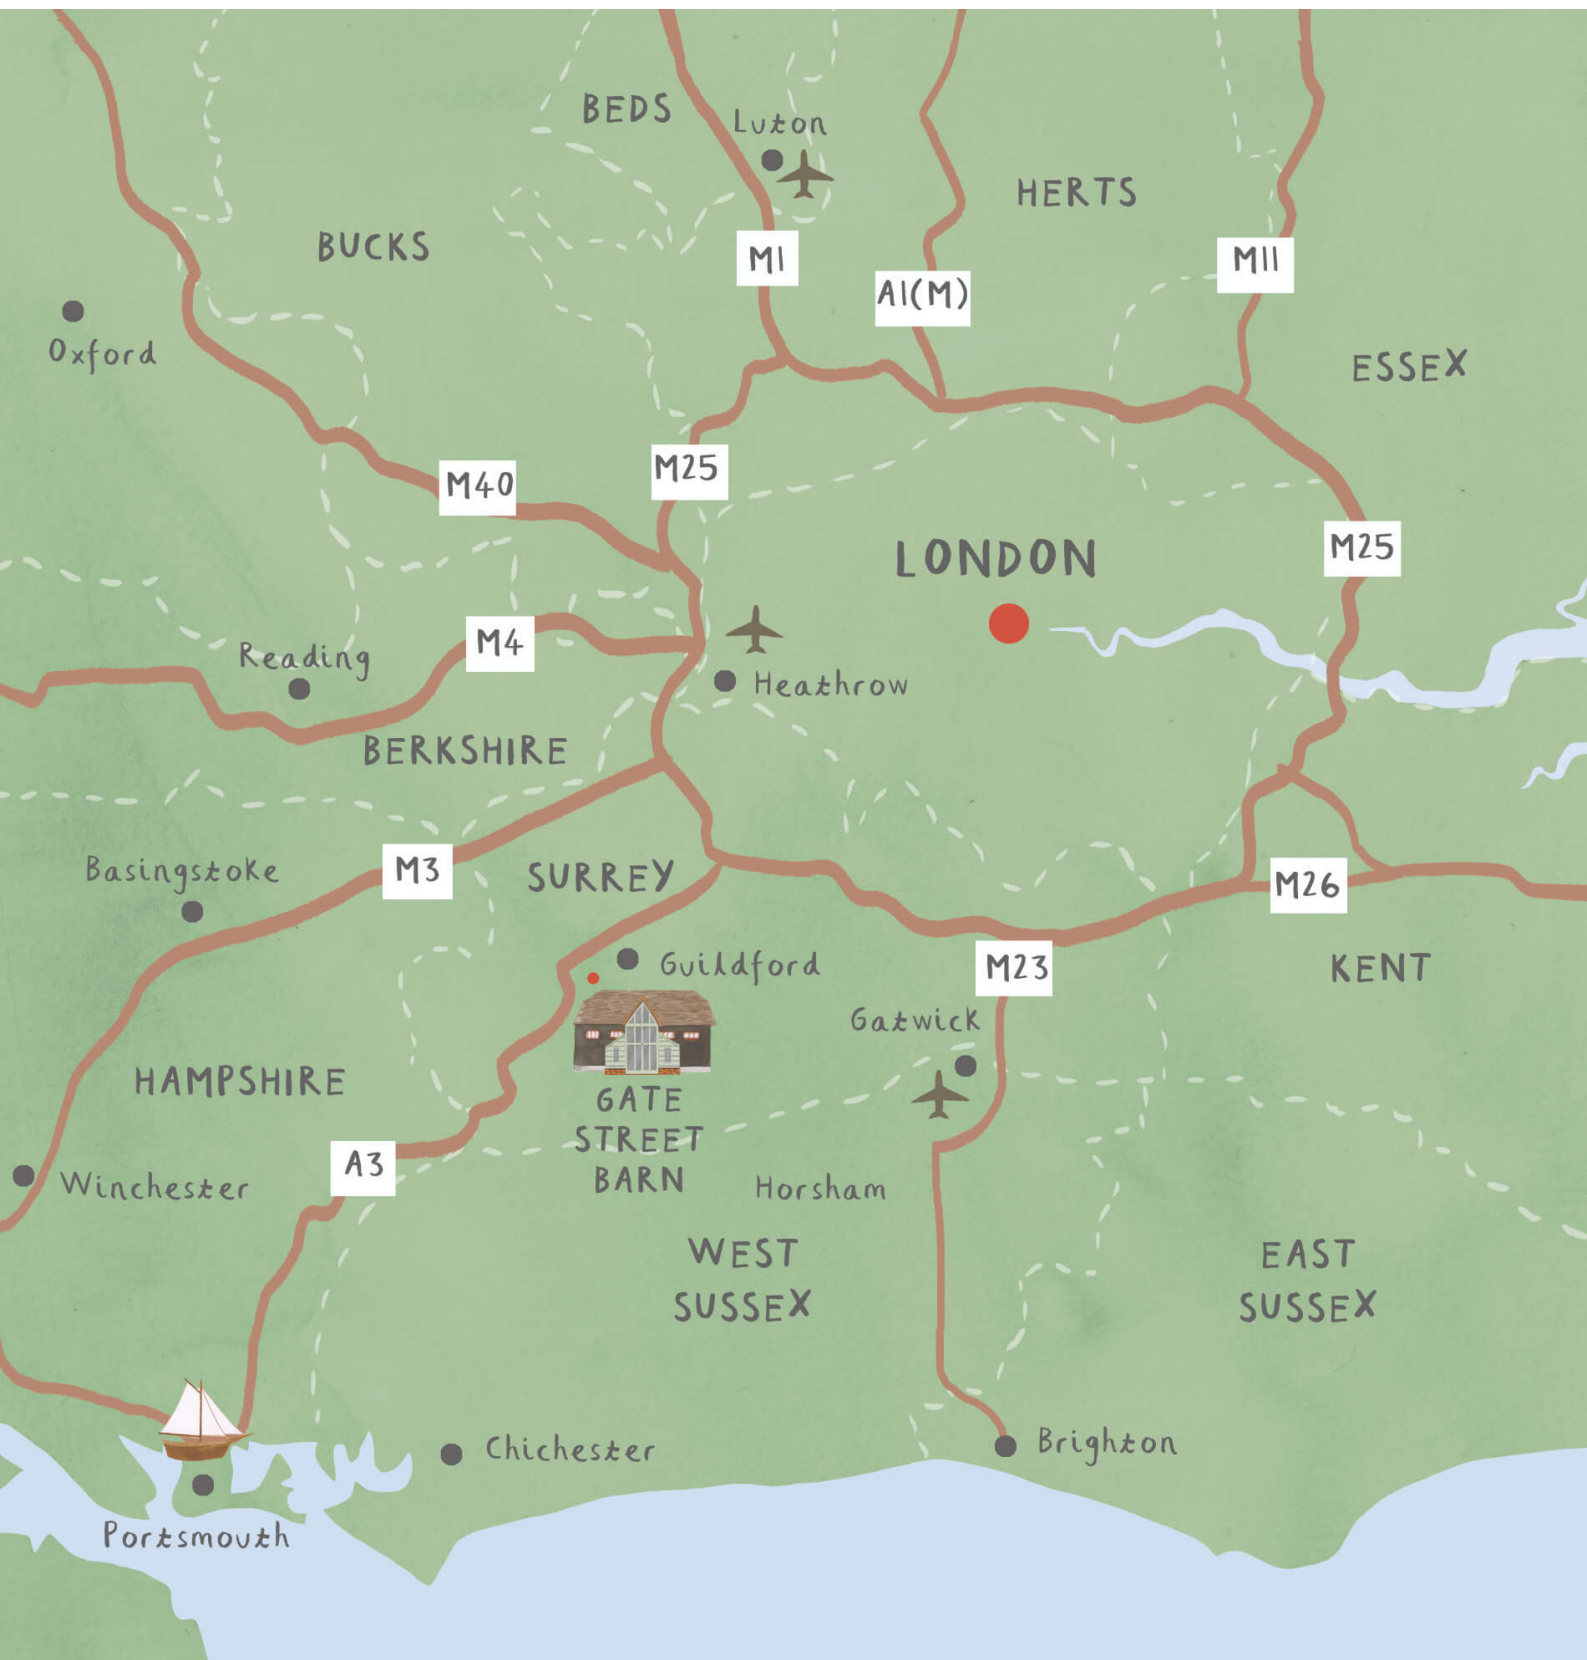 BEDS
Luton
HERTS
BUCKS
M1
M11
A1(M)
Oxford
ESSEX
M25
M40
LONDON
M25
M4
Reading
Heathrow
BERKSHIRE
Basingstoke
M3
SURREY
M26
Guildford
M23
KENT
Gatwick
HAMPSHIRE
GATE
STREET
BARN
A3
Winchester
Horsham
WEST
SUSSEX
EAST
SUSSEX
Chichester
Brighton
Portsmouth